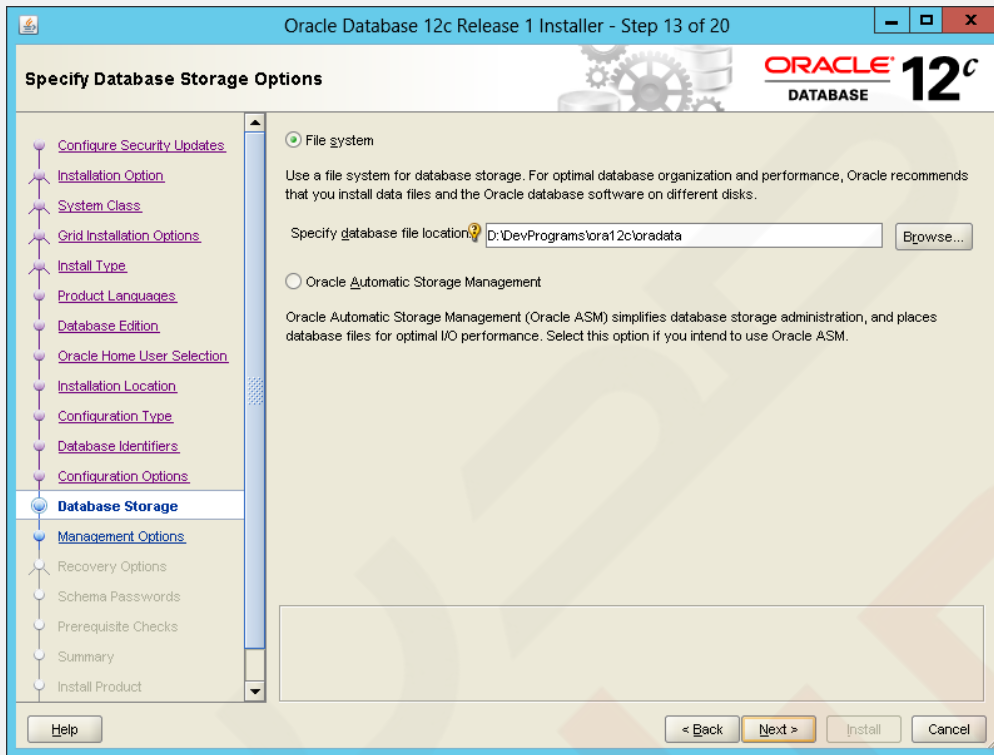 Oracle Database 12c Release 1 Installer - Step 13 of 20
Specify Database Storage Options
ORACLE
DATABASE
12c
Configure Security Updates
Installation Option
System Class
Grid Installation Options
Install Type
Product Languages
Database Edition
Oracle Home User Selection
Installation Location
Configuration Type
Database Identifiers
Configuration Options
Database Storage
Management Options
Recovery Options
Schema Passwords
Prerequisite Checks
Summary
Install Product
File system
Use a file system for database storage. For optimal database organization and performance, Oracle recommends
that you install data files and the Oracle database software on different disks.
Specify database file location D:\DevPrograms\ora12c\oradata Browse...
Oracle Automatic Storage Management
Oracle Automatic Storage Management (Oracle ASM) simplifies database storage administration, and places
database files for optimal I/O performance. Select this option if you intend to use Oracle ASM.
Help < Back Next > Install Cancel